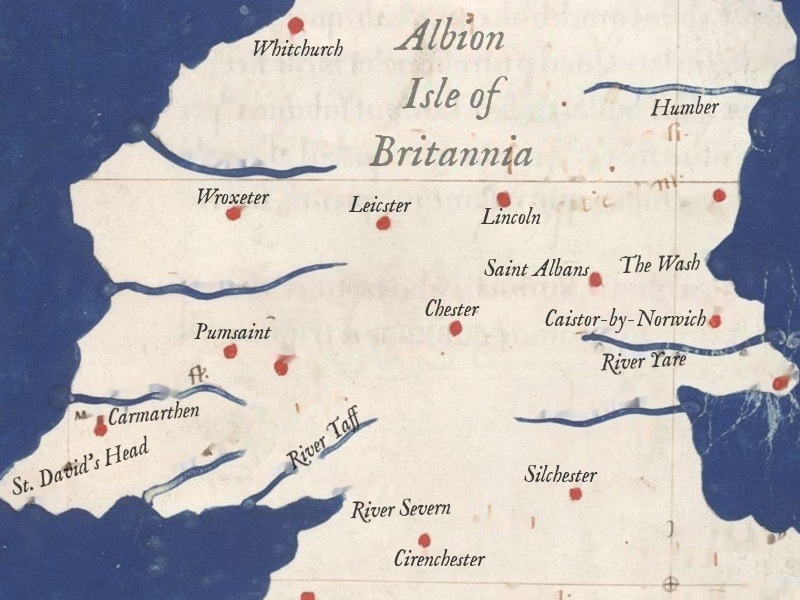 Albion
Isle of
Britannia
Whitchurch
Humber
Wroxeter
Leicster
Lincoln
Saint Albans
The Wash
Chester
Caistor-by-Norwich
Pumsaint
River Yare
Carmarthen
River Taff
St. David's Head
Silchester
River Severn
Cirenchester